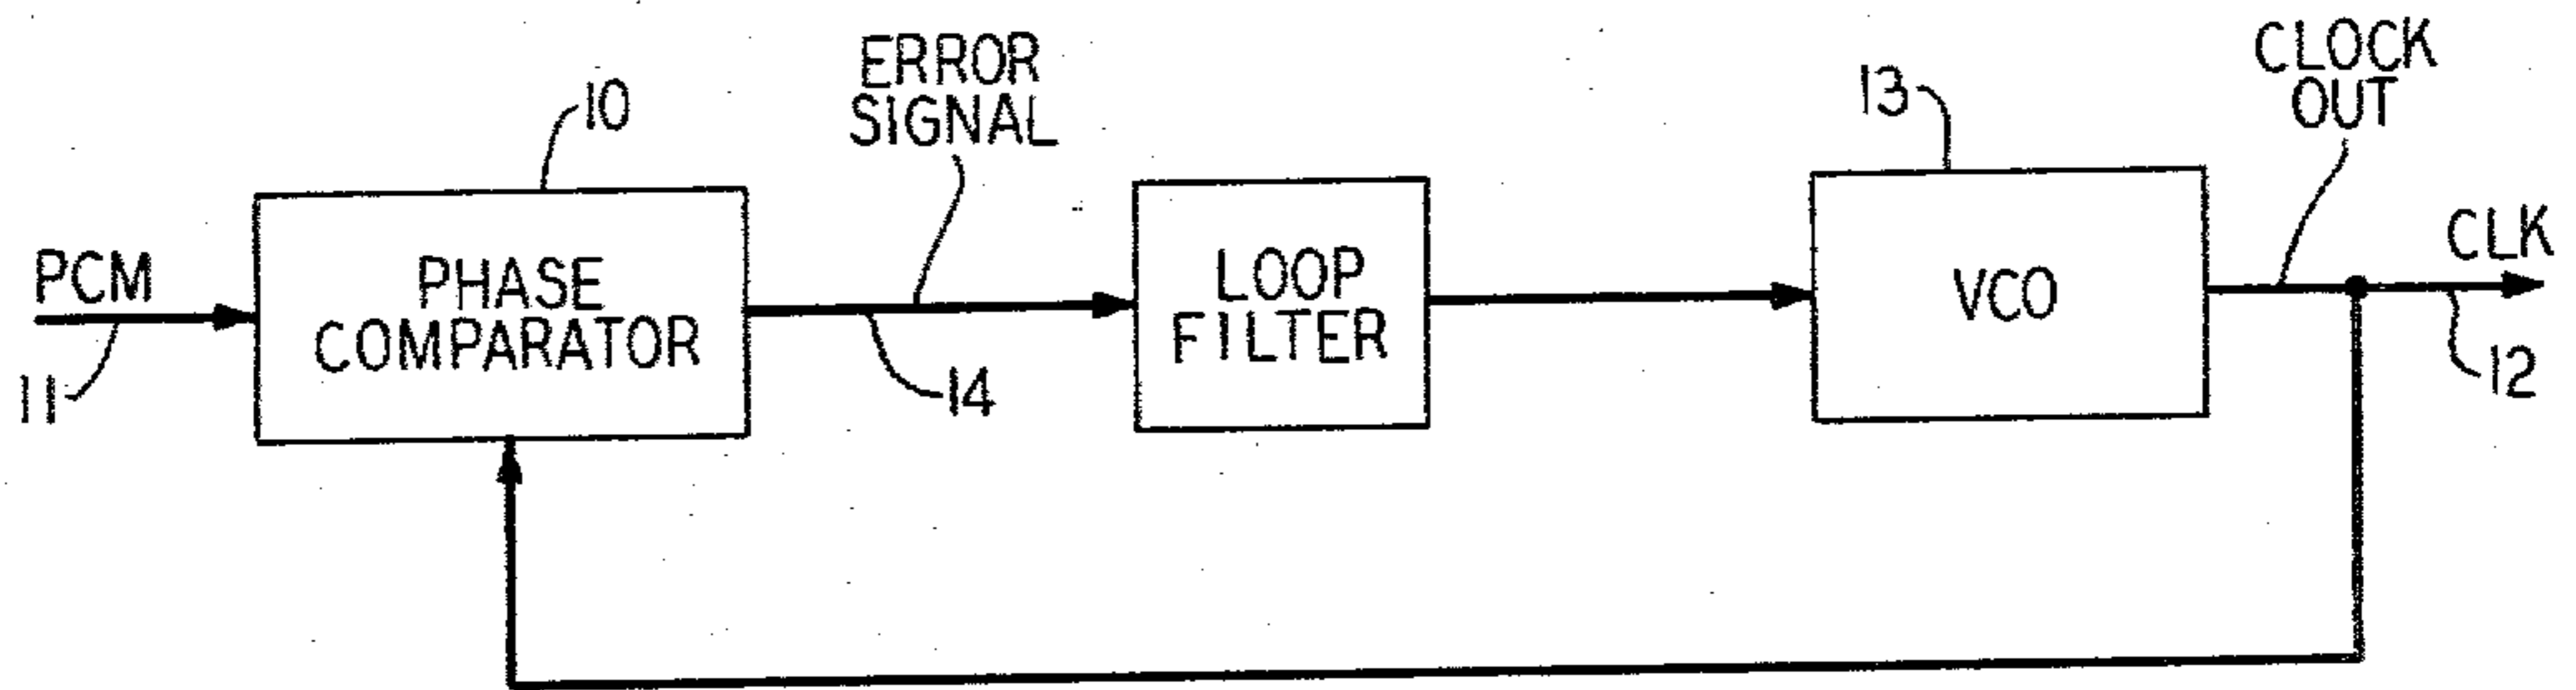 ERROR
SIGNAL
10
13
CLOCK
OUT
PCM
11
PHASE
COMPARATOR
14
LOOP
FILTER
VCO
CLK
12